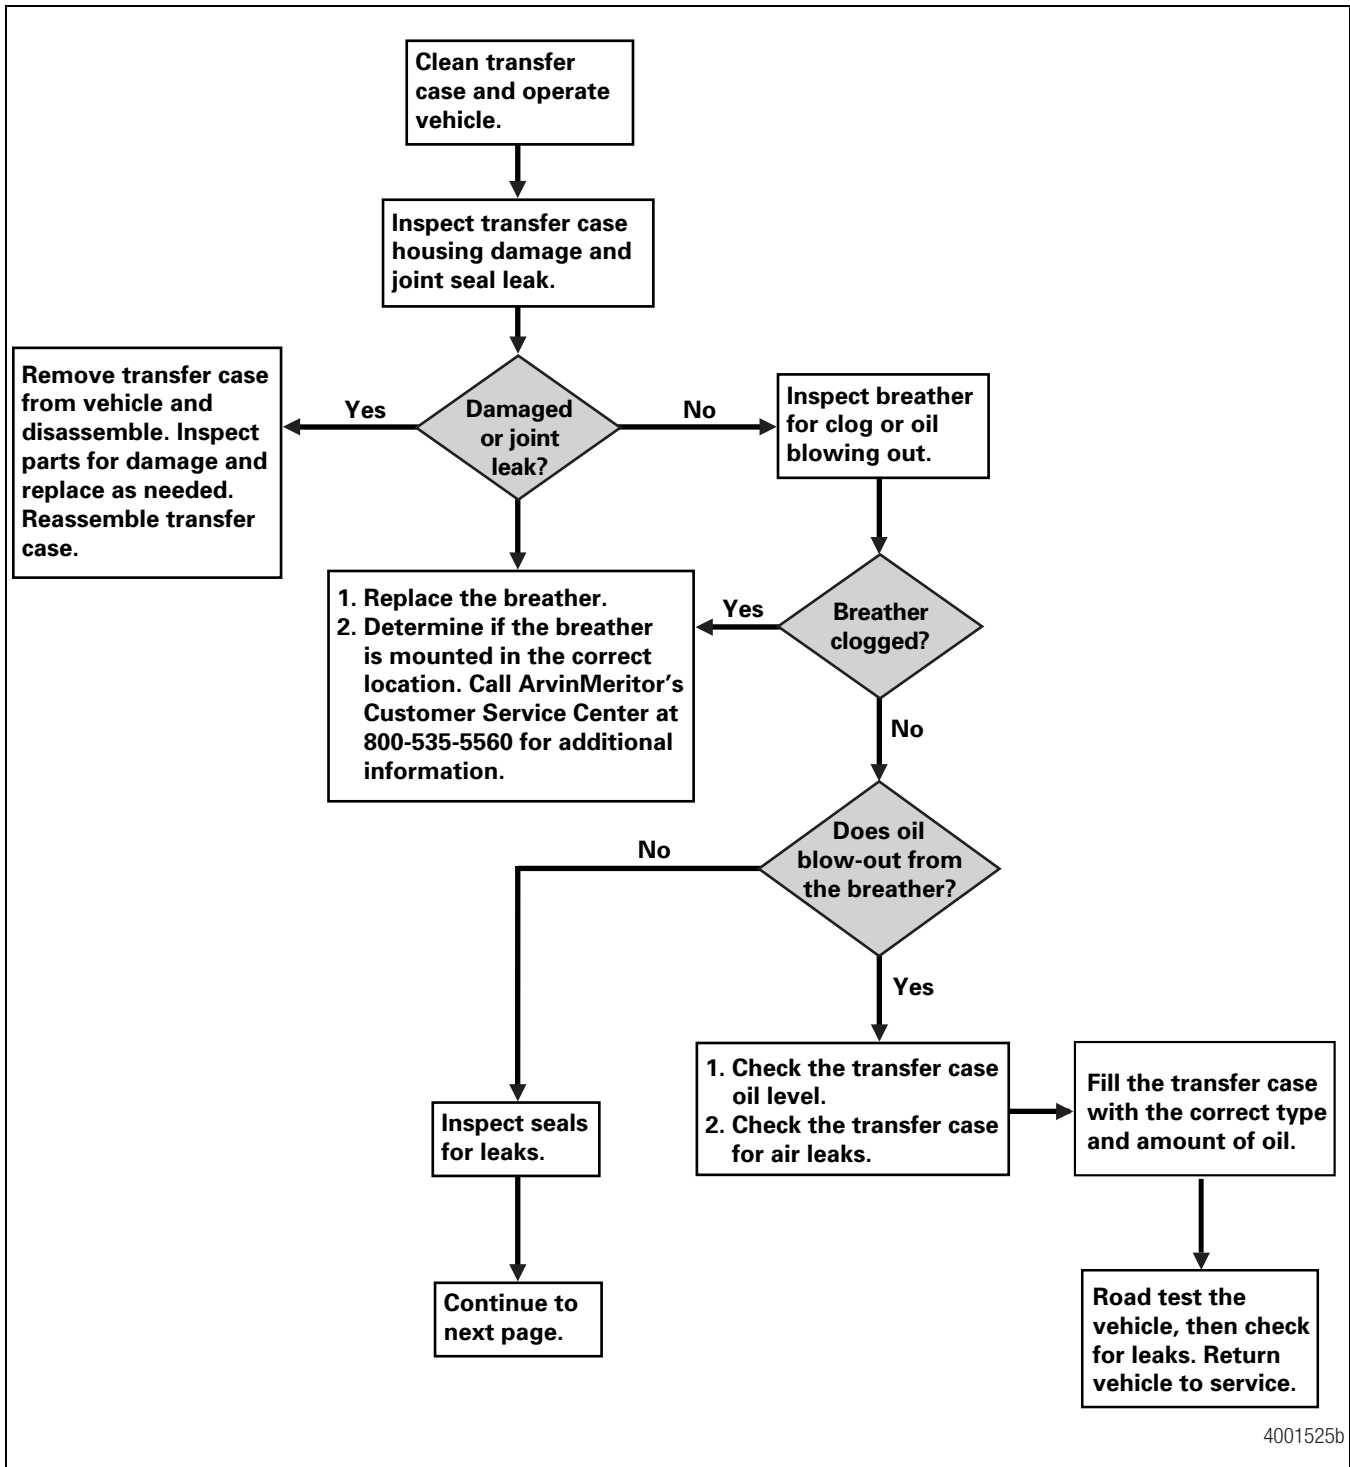 Clean transfer
case and operate
vehicle.
Inspect transfer case
housing damage and
joint seal leak.
Remove transfer case
from vehicle and
disassemble. Inspect
parts for damage and
replace as needed.
Reassemble transfer
case.
Yes
Damaged
or joint
leak?
No
Inspect breather
for clog or oil
blowing out.
1. Replace the breather.
2. Determine if the breather
is mounted in the correct
location. Call ArvinMeritor's
Customer Service Center at
800-535-5560 for additional
information.
Yes
Breather
clogged?
No
Does oil
blow-out from
the breather?
No
Yes
Inspect seals
for leaks.
1. Check the transfer case
oil level.
2. Check the transfer case
for air leaks.
Fill the transfer case
with the correct type
and amount of oil.
Continue to
next page.
Road test the
vehicle, then check
for leaks. Return
vehicle to service.
4001525b